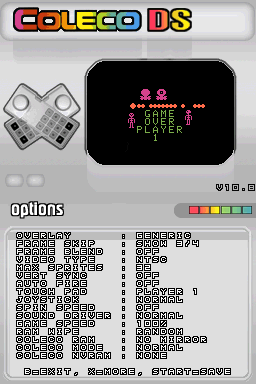 COLECO DS
GAME
OVER
PLAYER
1
V10.8
options
OVERLAY : GENERIC
FRAME SKIP : SHOW 3/4
FRAME BLEND : OFF
VIDEO TYPE : NTSC
MAX SPRITES : 32
VERT SYNC : OFF
AUTO FIRE : OFF
TOUCH PAD : PLAYER 1
JOYSTICK : NORMAL
SPIN SPEED : OFF
SOUND DRIVER : NORMAL
GAME SPEED : 100%
RAM WIPE : RANDOM
COLECO RAM : NO MIRROR
COLECO MODE : NORMAL
COLECO NVRAM : NONE
B=EXIT, X=MORE, START=SAVE